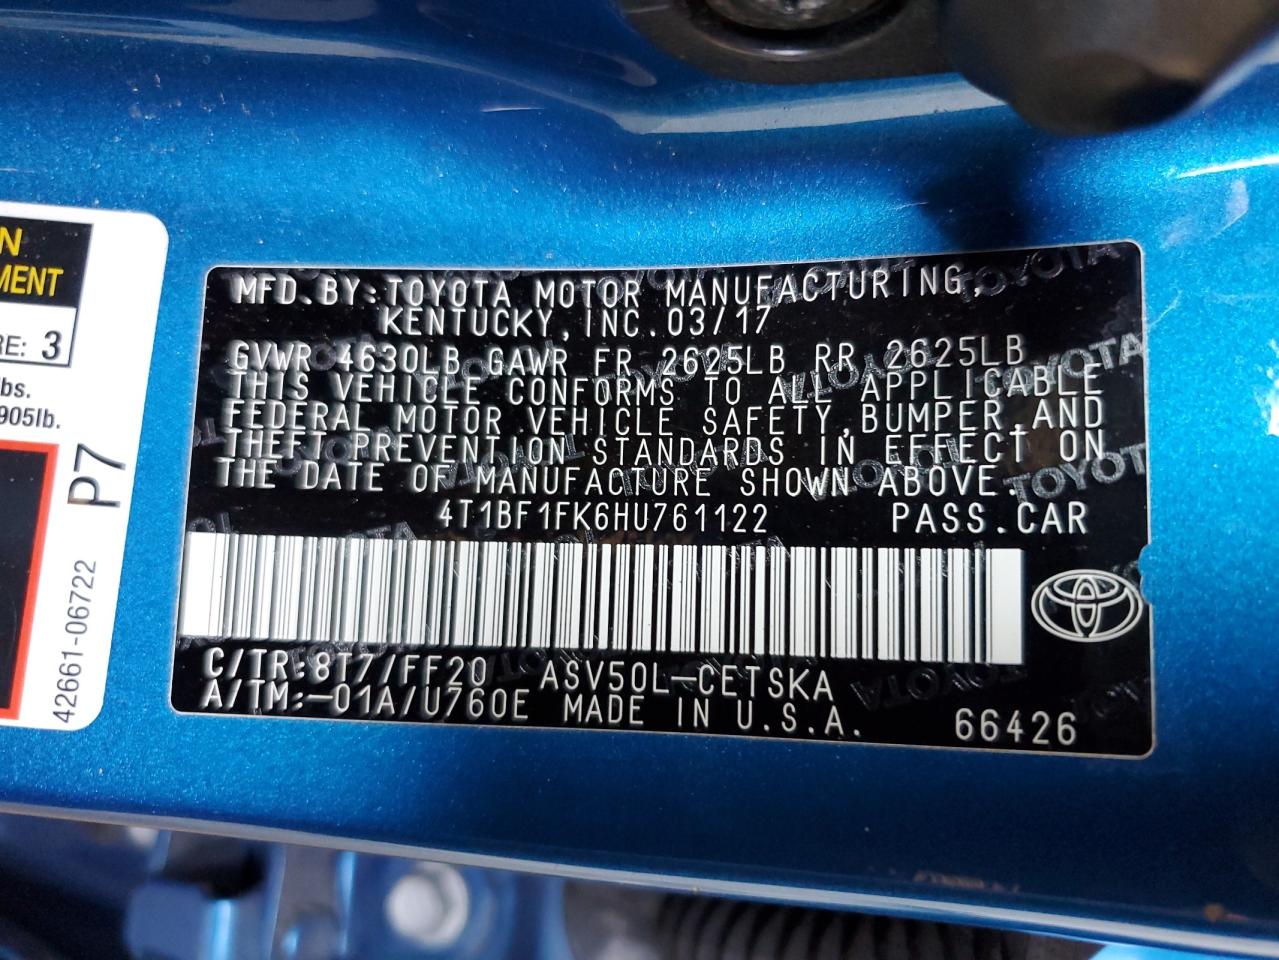 N
MENT
RE: 3
lbs.
905lb.
P7
42661-06722
MFD.BY:TOYOTA MOTOR MANUFACTURING,
KENTUCKY,INC.03/17
GVWR 4630LB GAWR FR 2625LB RR 2625LB
THIS VEHICLE CONFORMS TO ALL APPLICABLE
FEDERAL MOTOR VEHICLE SAFETY,BUMPER,AND
THEFT PREVENTION STANDARDS IN EFFECT ON
THE DATE OF MANUFACTURE SHOWN ABOVE.
4T1BF1FK6HU761122 PASS.CAR
C/TR:8T7/FF20 ASV50L-CETSKA
A/TM:-01A/U760E MADE IN U.S.A. 66426